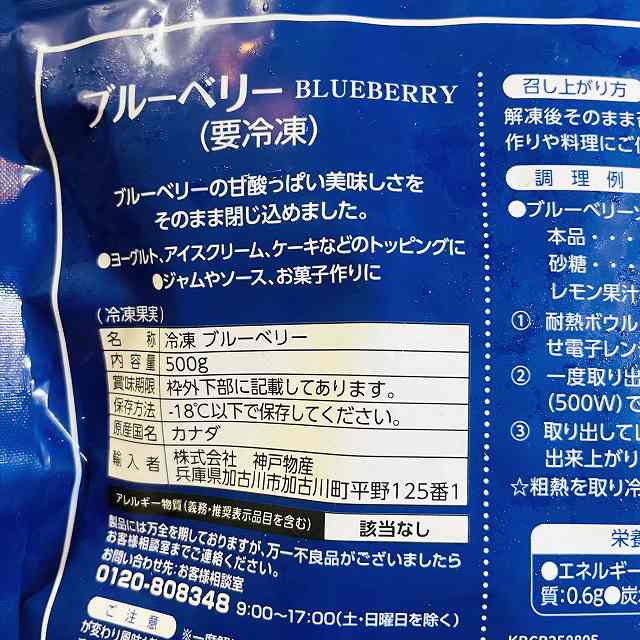 ブルーベリー BLUEBERRY
(要冷凍)
ブルーベリーの甘酸っぱい美味しさを
そのまま閉じ込めました。
●ヨーグルト、アイスクリーム、ケーキなどのトッピングに
●ジャムやソース、お菓子作りに
(冷凍果実)
名 称 冷凍 ブルーベリー
内容量 500g
賞味期限 枠外下部に記載してあります。
保存方法 -18℃以下で保存してください。
原産国名 カナダ
輸入者 株式会社 神戸物産
兵庫県加古川市加古川町平野125番1
アレルギー物質(義務・推奨表示品目を含む) 該当なし
製品には万全を期しておりますが、万一不良品がございましたら
お客様相談室までご連絡ください。
お問い合わせ先:お客様相談室
0120-808348 9:00~17:00(土・日曜日を除く)
ご注意
召し上がり方
解凍後そのまま
作りや料理にご
調理例
●ブルーベリー
本品・・・
砂糖・・・
レモン果汁
① 耐熱ボウル
せ電子レン
② 一度取り出
(500W)で
③ 取り出して
出来上がり
☆粗熱を取り冷
栄養
●エネルギー
質:0.6g●炭